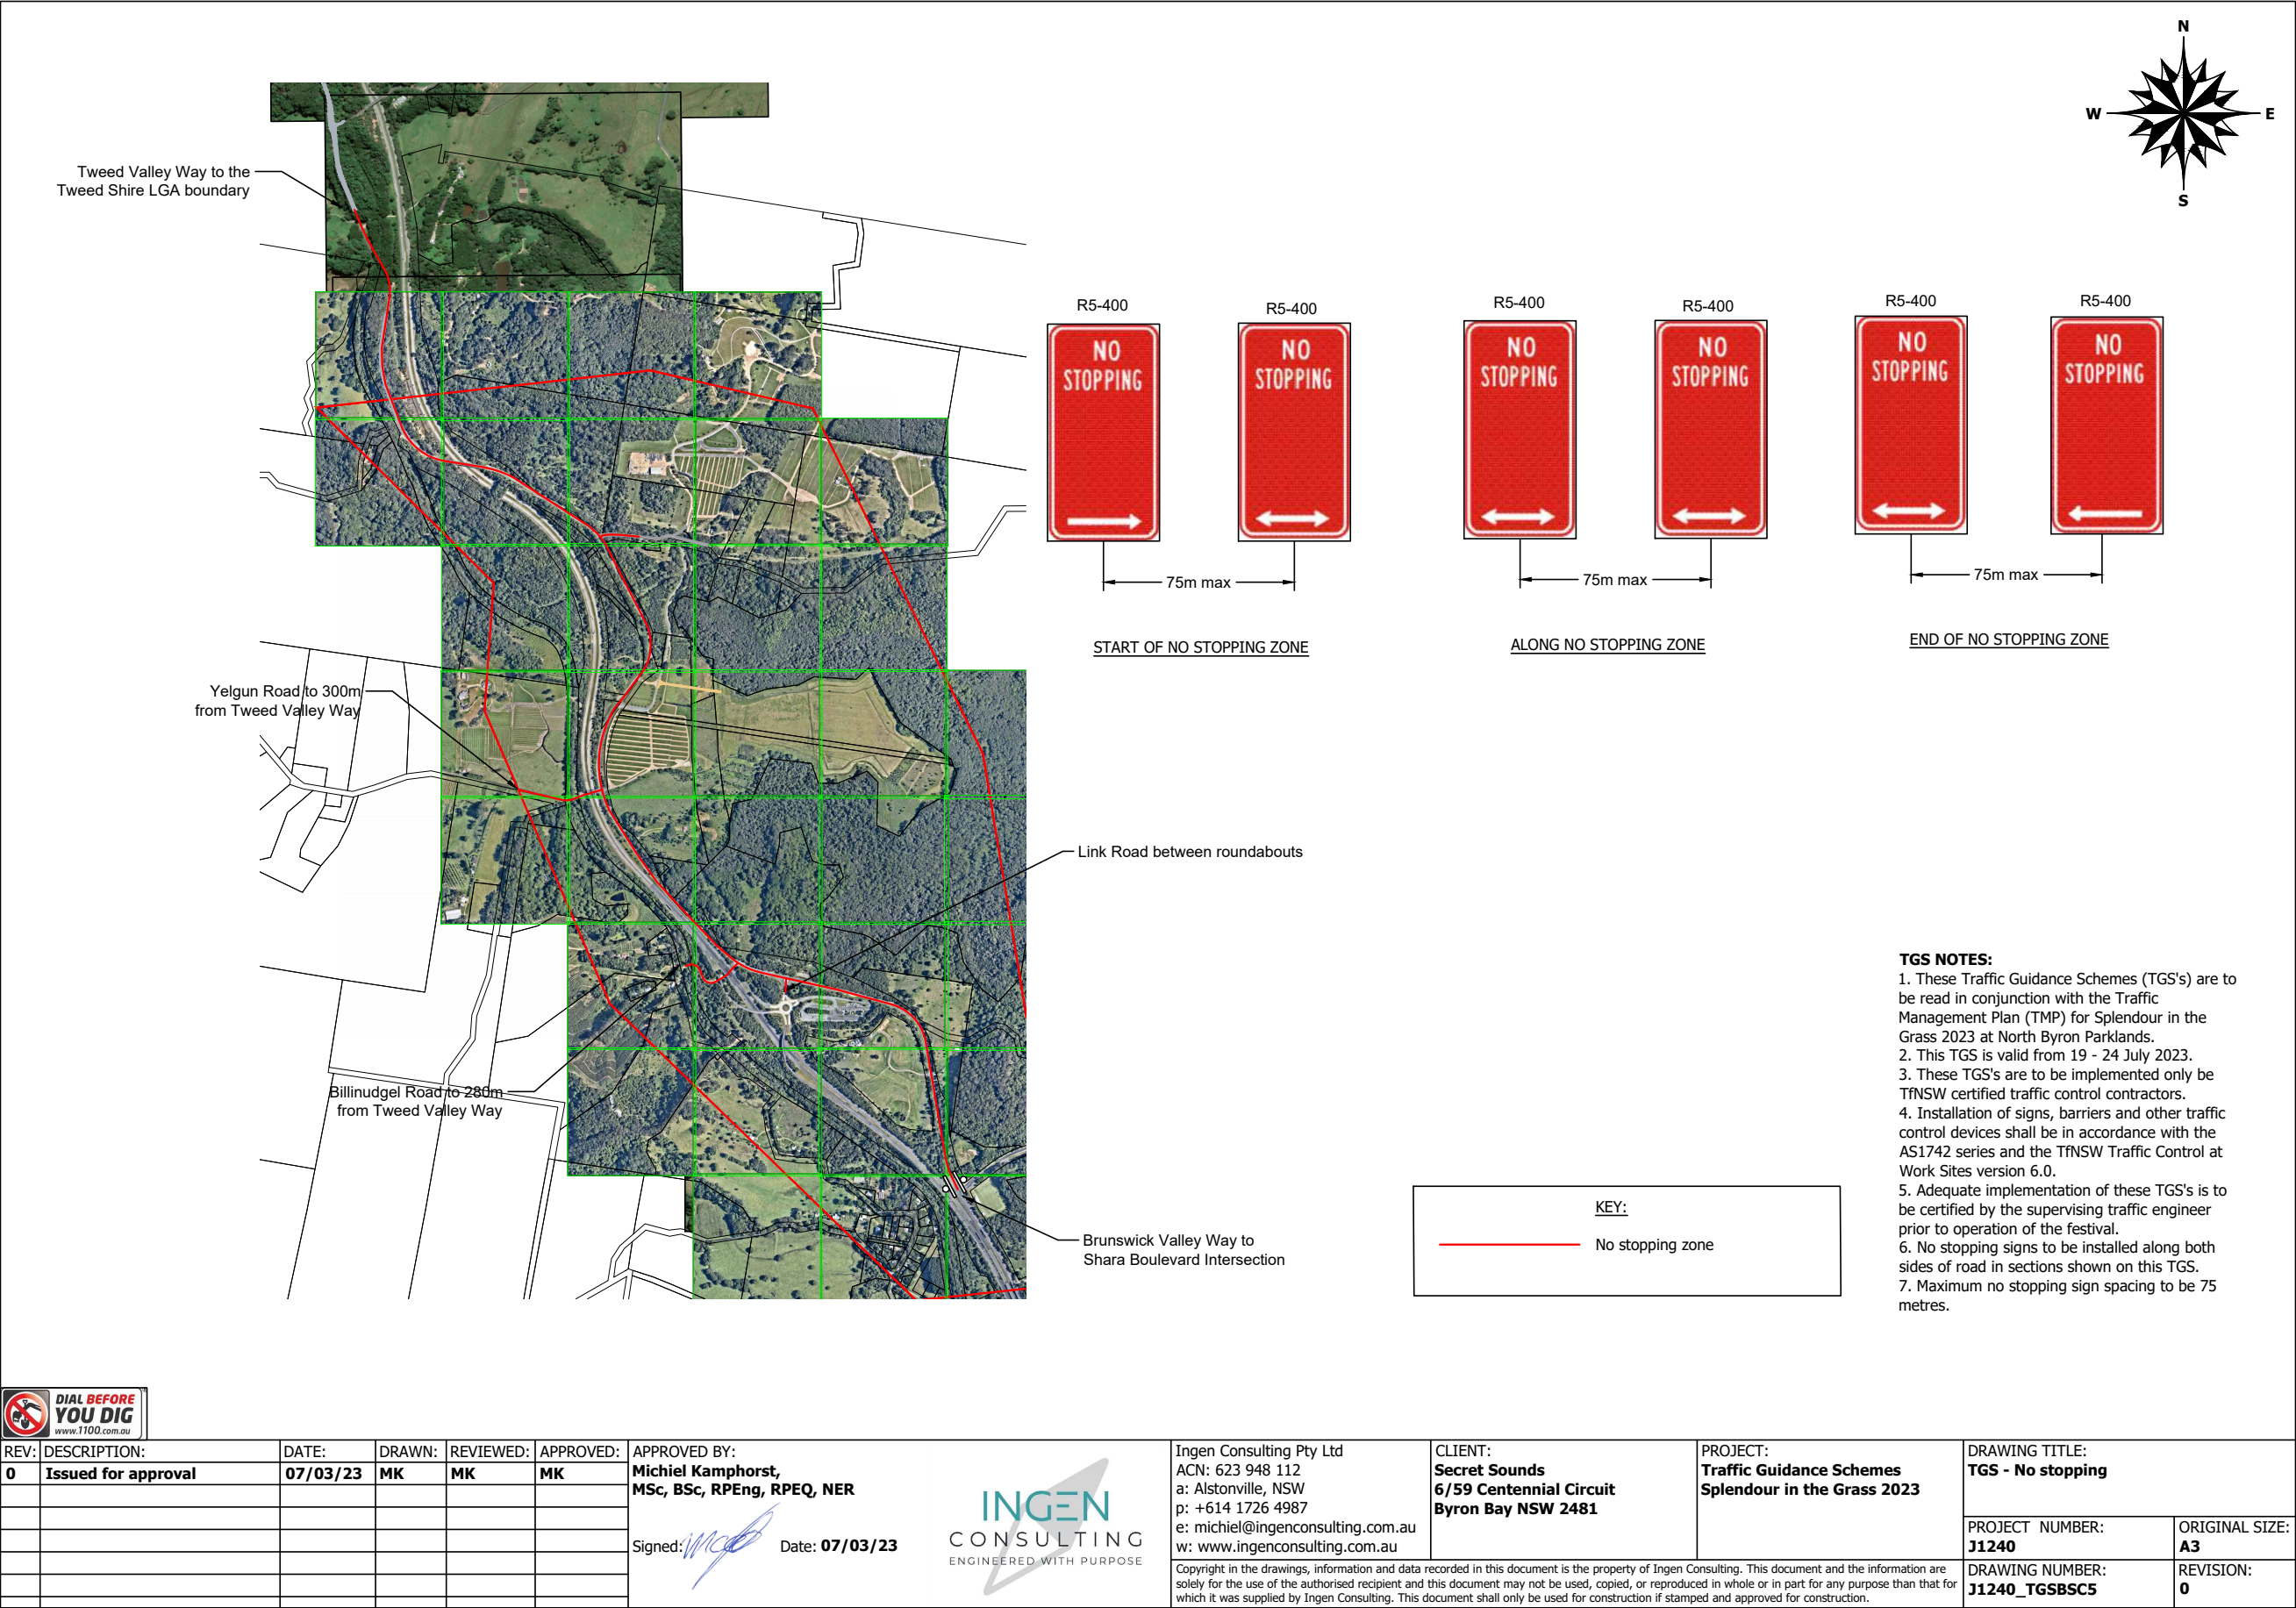 N
W
E
S
Tweed Valley Way to the
Tweed Shire LGA boundary
R5-400
R5-400
R5-400
R5-400
R5-400
R5-400
NO
STOPPING
NO
STOPPING
NO
STOPPING
NO
STOPPING
NO
STOPPING
NO
STOPPING
75m max
75m max
75m max
START OF NO STOPPING ZONE
ALONG NO STOPPING ZONE
END OF NO STOPPING ZONE
Yelgun Road to 300m
from Tweed Valley Way
Link Road between roundabouts
Billinudgel Road to 280m
from Tweed Valley Way
Brunswick Valley Way to
Shara Boulevard Intersection
KEY:
No stopping zone
TGS NOTES:
1. These Traffic Guidance Schemes (TGS's) are to
be read in conjunction with the Traffic
Management Plan (TMP) for Splendour in the
Grass 2023 at North Byron Parklands.
2. This TGS is valid from 19 - 24 July 2023.
3. These TGS's are to be implemented only be
TfNSW certified traffic control contractors.
4. Installation of signs, barriers and other traffic
control devices shall be in accordance with the
AS1742 series and the TfNSW Traffic Control at
Work Sites version 6.0.
5. Adequate implementation of these TGS's is to
be certified by the supervising traffic engineer
prior to operation of the festival.
6. No stopping signs to be installed along both
sides of road in sections shown on this TGS.
7. Maximum no stopping sign spacing to be 75
metres.
DIAL BEFORE
YOU DIG
www.1100.com.au
REV: DESCRIPTION: DATE: DRAWN: REVIEWED: APPROVED:
0 Issued for approval 07/03/23 MK MK MK
APPROVED BY:
Michiel Kamphorst,
MSc, BSc, RPEng, RPEQ, NER
Signed: Date: 07/03/23
INGEN
CONSULTING
ENGINEERED WITH PURPOSE
Ingen Consulting Pty Ltd
ACN: 623 948 112
a: Alstonville, NSW
p: +614 1726 4987
e: michiel@ingenconsulting.com.au
w: www.ingenconsulting.com.au
CLIENT:
Secret Sounds
6/59 Centennial Circuit
Byron Bay NSW 2481
PROJECT:
Traffic Guidance Schemes
Splendour in the Grass 2023
DRAWING TITLE:
TGS - No stopping
PROJECT NUMBER:
J1240
ORIGINAL SIZE:
A3
DRAWING NUMBER:
J1240_TGSBSC5
REVISION:
0
Copyright in the drawings, information and data recorded in this document is the property of Ingen Consulting. This document and the information are
solely for the use of the authorised recipient and this document may not be used, copied, or reproduced in whole or in part for any purpose than that for
which it was supplied by Ingen Consulting. This document shall only be used for construction if stamped and approved for construction.